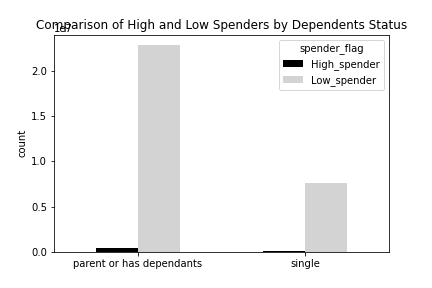 Comparison of High and Low Spenders by Dependents Status
1e7
spender_flag
High_spender
Low_spender
2.0
1.5
1.0
0.5
0.0
count
parent or has dependants
single